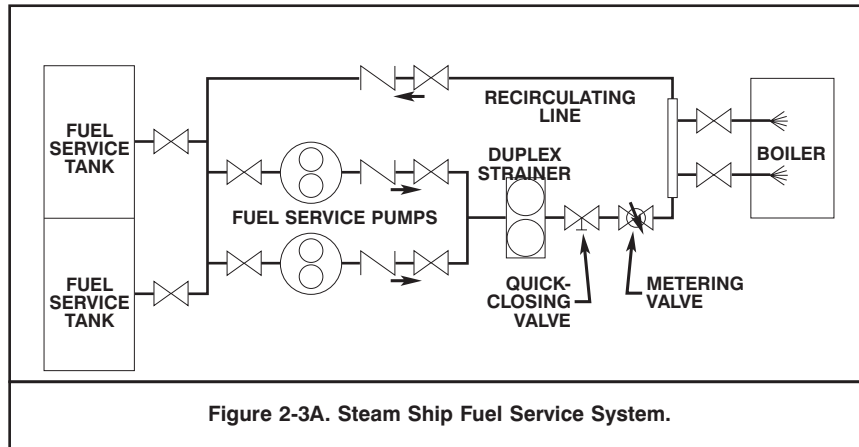 RECIRCULATING
LINE
FUEL
SERVICE
TANK
DUPLEX
STRAINER
BOILER
FUEL SERVICE PUMPS
FUEL
SERVICE
TANK
QUICK-
CLOSING
VALVE
METERING
VALVE
Figure 2-3A. Steam Ship Fuel Service System.